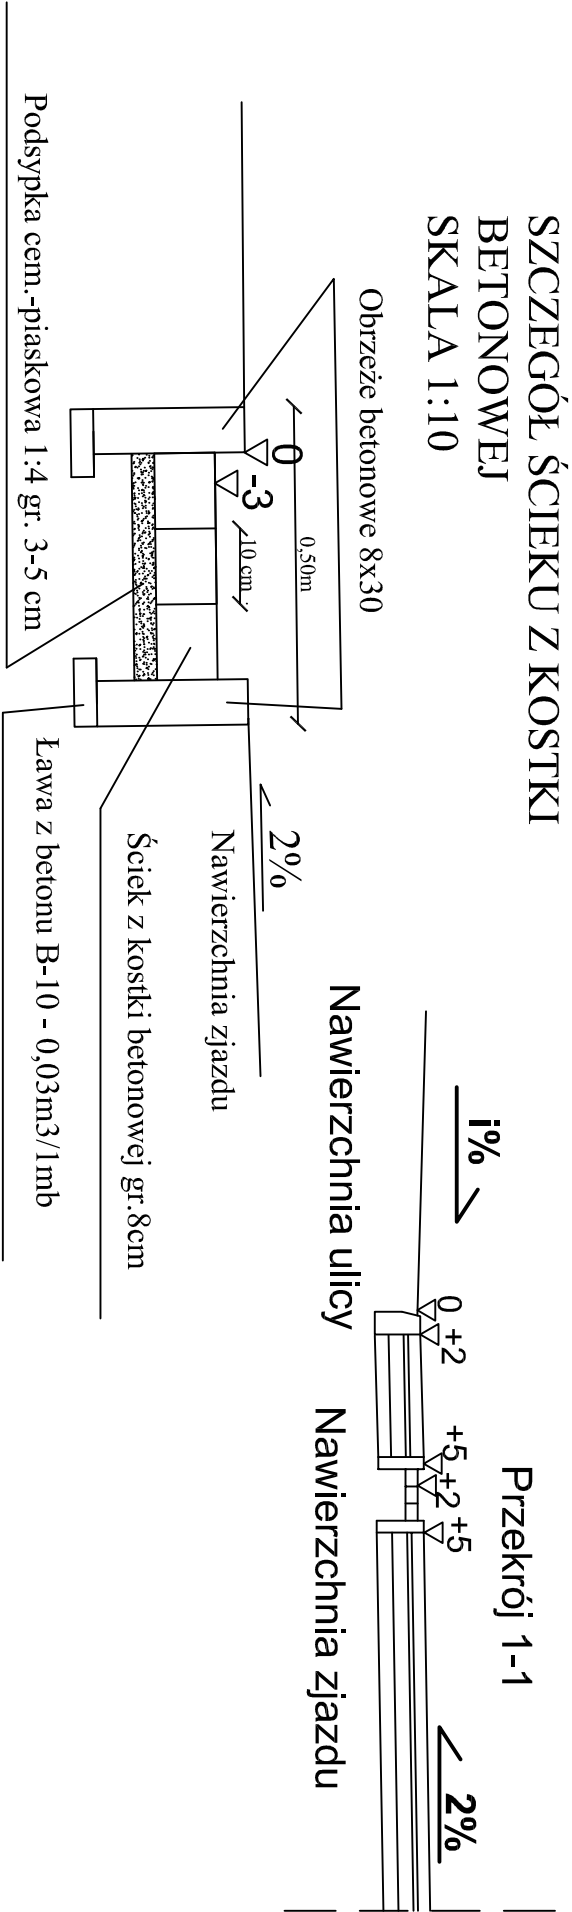 SZCZEGÓŁ ŚCIEKU Z KOSTKI
BETONOWEJ
SKALA 1:10
Obrzeże betonowe 8x30
0,50m
0
-3
10 cm
2%
Nawierzchnia zjazdu
Ściek z kostki betonowej gr.8cm
Podsypka cem.-piaskowa 1:4 gr. 3-5 cm
Ława z betonu B-10 - 0,03m3/1mb
Przekrój 1-1
i%
0
+2
+5
+2
+5
2%
Nawierzchnia ulicy
Nawierzchnia zjazdu